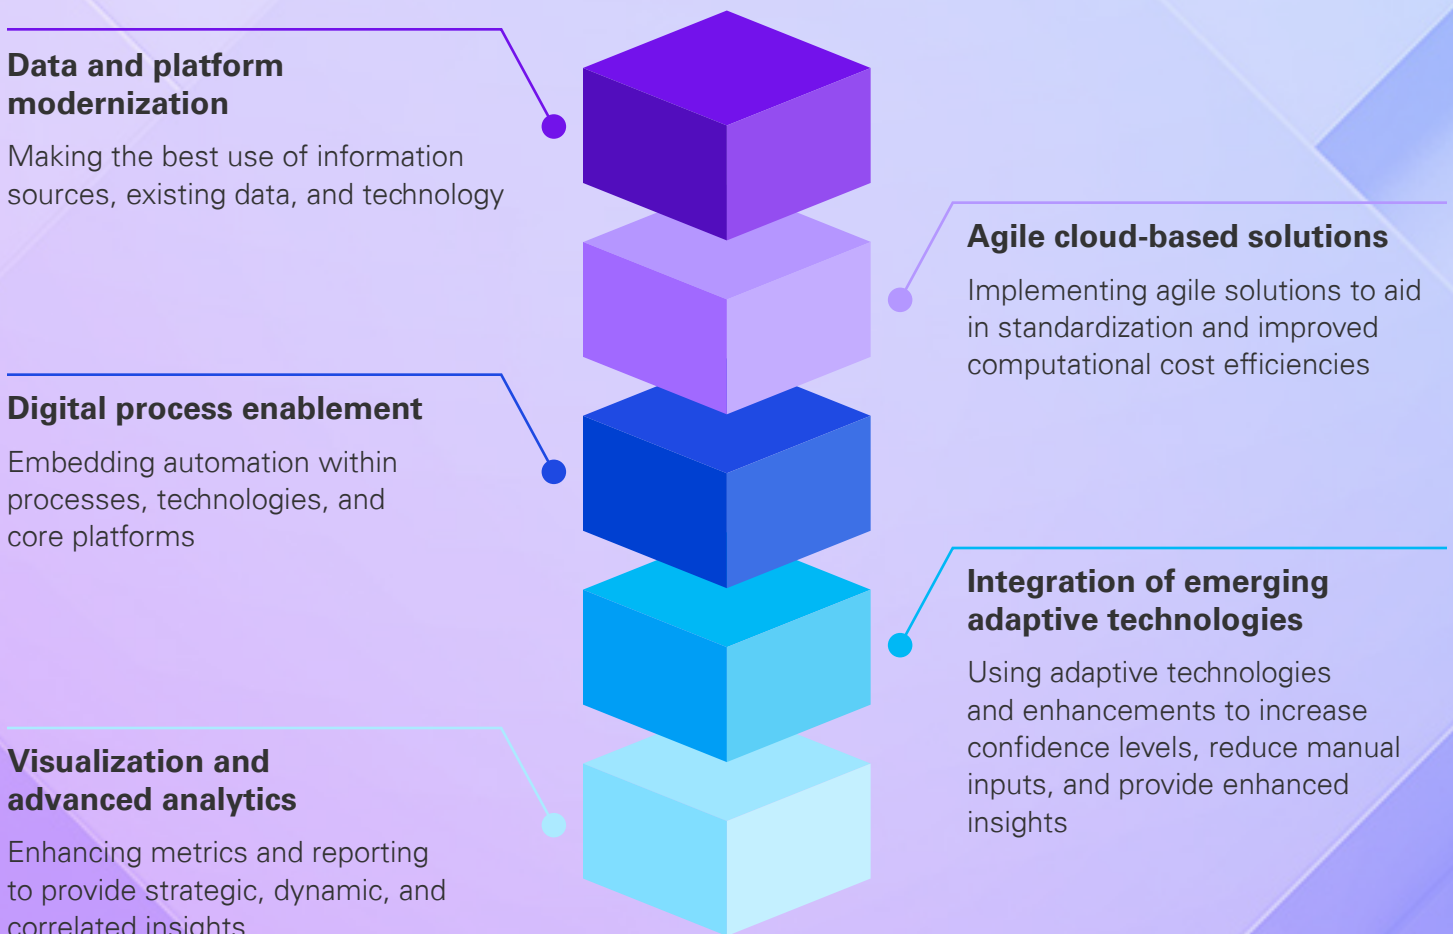 Data and platform
modernization
Making the best use of information
sources, existing data, and technology
Agile cloud-based solutions
Implementing agile solutions to aid
in standardization and improved
computational cost efficiencies
Digital process enablement
Embedding automation within
processes, technologies, and
core platforms
Integration of emerging
adaptive technologies
Using adaptive technologies
and enhancements to increase
confidence levels, reduce manual
inputs, and provide enhanced
insights
Visualization and
advanced analytics
Enhancing metrics and reporting
to provide strategic, dynamic, and
correlated insights